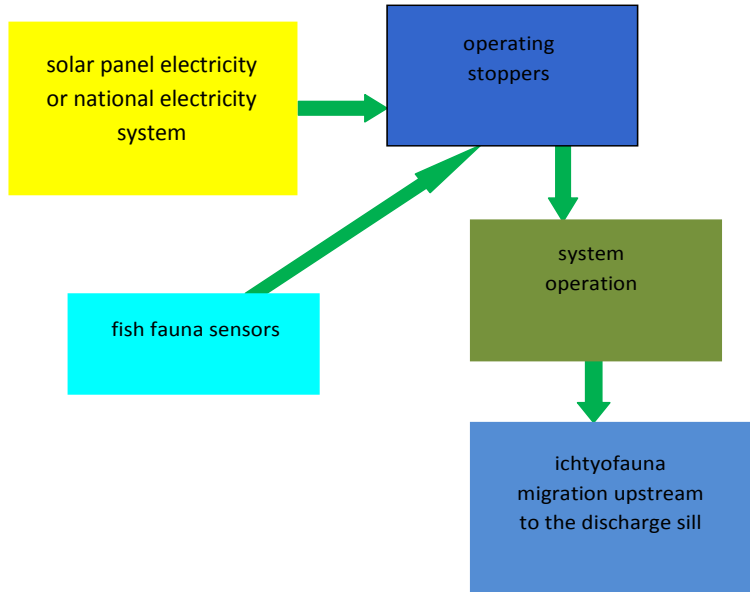 solar panel electricity
or national electricity
system
operating
stoppers
fish fauna sensors
system
operation
ichtyofauna
migration upstream
to the discharge sill